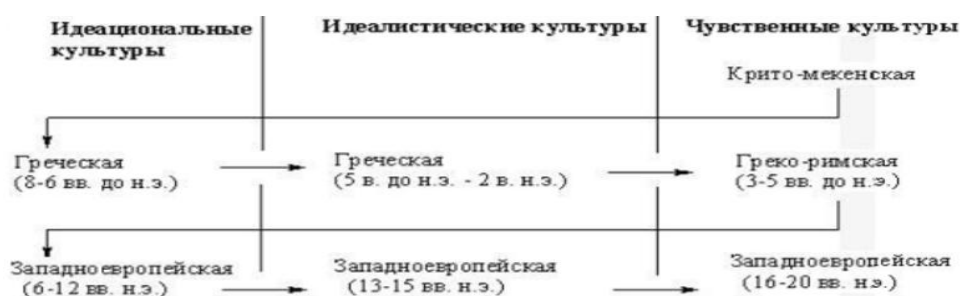 Идеациональные культуры
Идеалистические культуры
Чувственные культуры
Крито-мекенская
Греческая
(8-6 вв. до н.э.)
Греческая
(5 в. до н.э. - 2 в. н.э.)
Греко-римская
(3-5 вв. до н.э.)
Западноевропейская
(6-12 вв. н.э.)
Западноевропейская
(13-15 вв. н.э.)
Западноевропейская
(16-20 вв. н.э.)